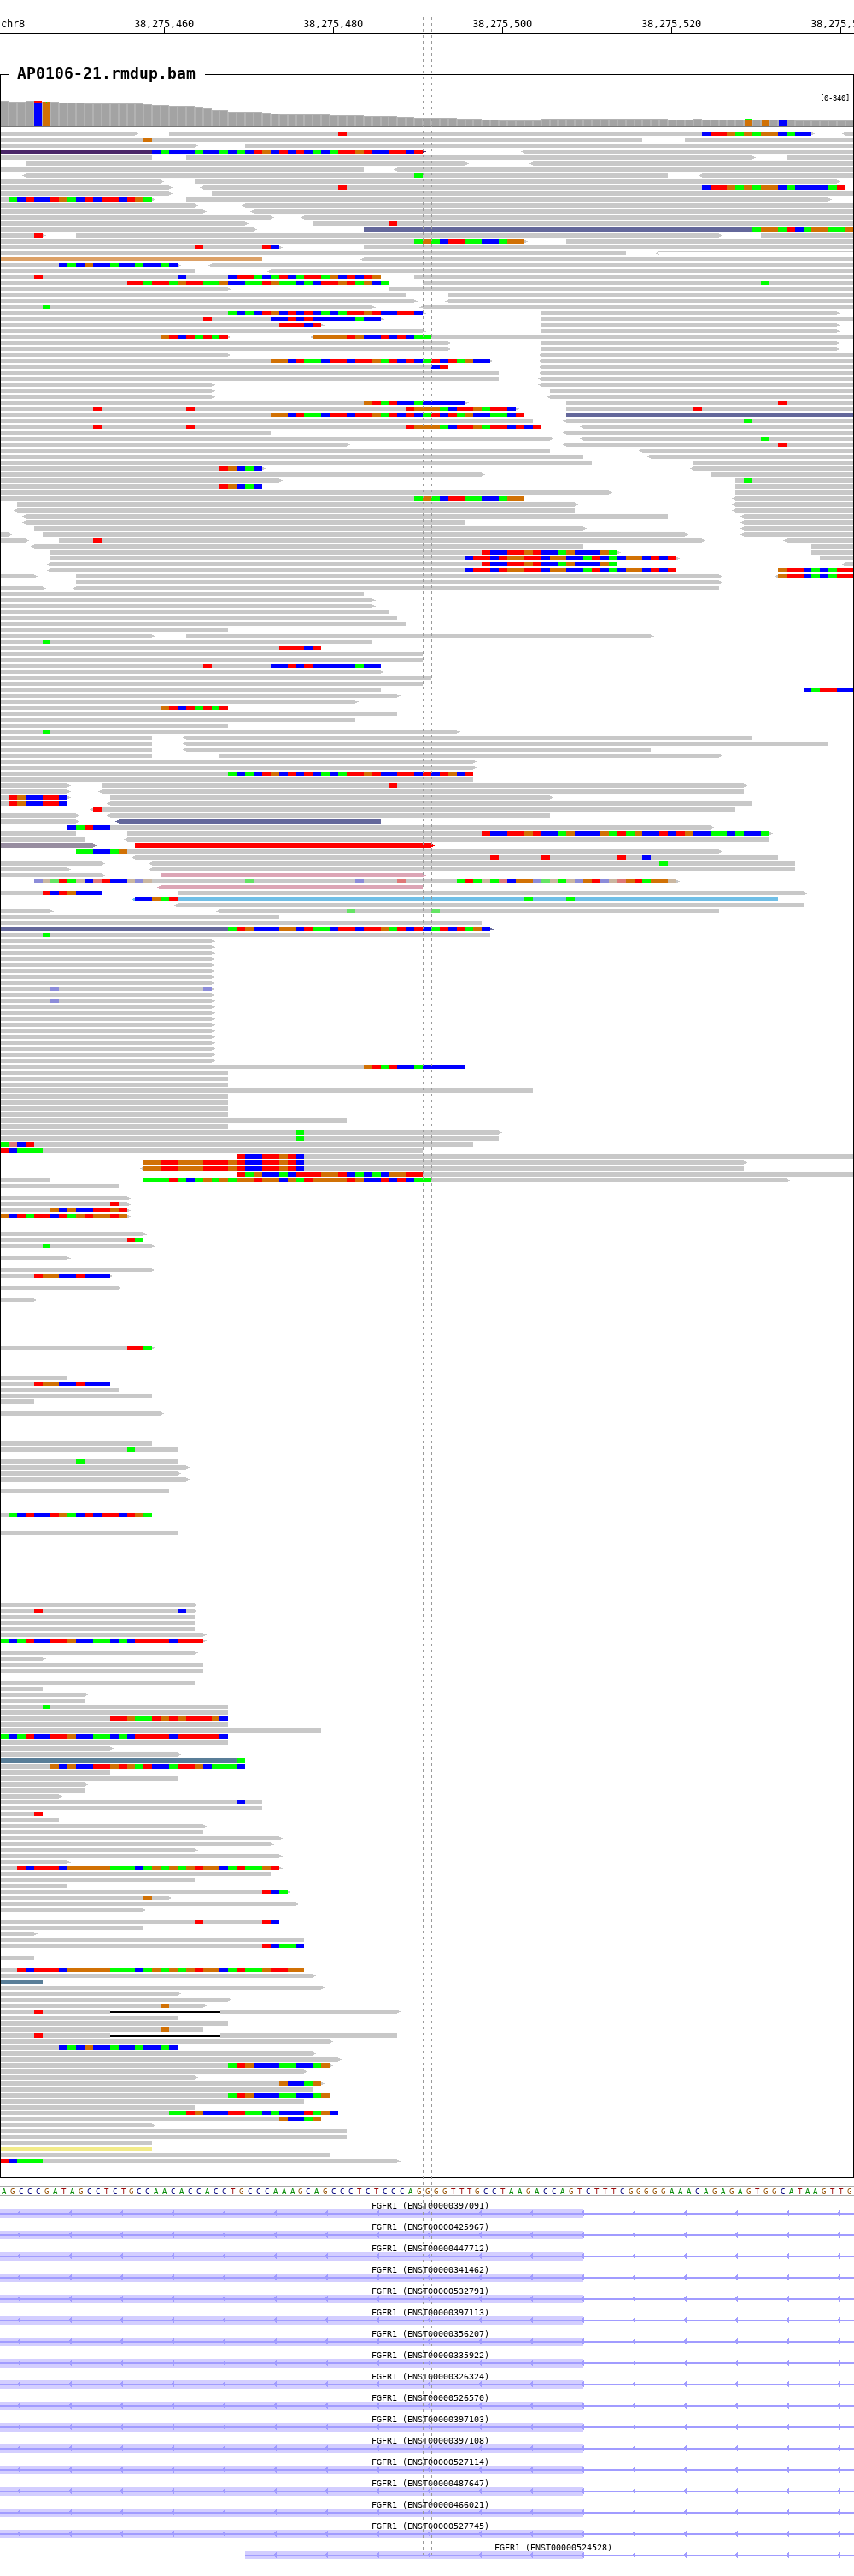 chr8 38,275,460 38,275,480 38,275,500 38,275,520 38,275,
AP0106-21.rmdup.bam
[0-340]
AGCCCGATAGCCTCTGCCAACACCACCTGCCCAAAGCAGCCCTCTCCCAGGGGTTTGCCTAAGACCAGTCTTTCGGGGGAAACAGAGAGTGGCATAAGTTG
FGFR1 (ENST00000397091)
FGFR1 (ENST00000425967)
FGFR1 (ENST00000447712)
FGFR1 (ENST00000341462)
FGFR1 (ENST00000532791)
FGFR1 (ENST00000397113)
FGFR1 (ENST00000356207)
FGFR1 (ENST00000335922)
FGFR1 (ENST00000326324)
FGFR1 (ENST00000526570)
FGFR1 (ENST00000397103)
FGFR1 (ENST00000397108)
FGFR1 (ENST00000527114)
FGFR1 (ENST00000487647)
FGFR1 (ENST00000466021)
FGFR1 (ENST00000527745)
FGFR1 (ENST00000524528)